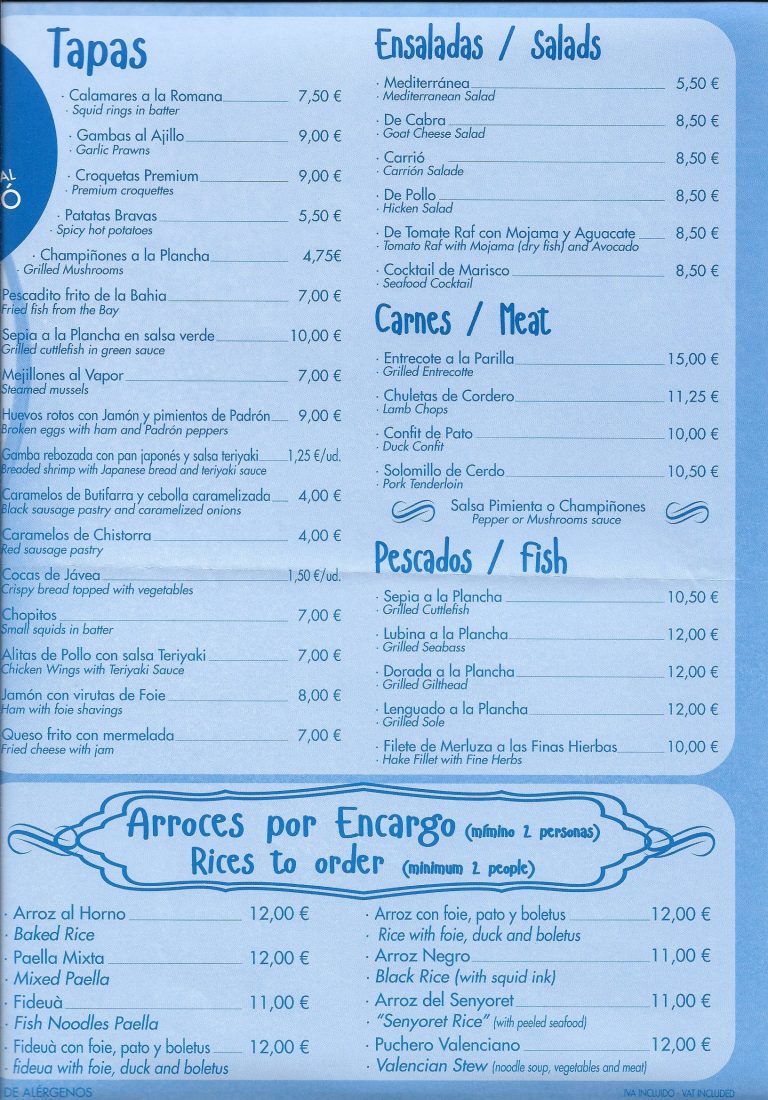 Tapas
· Calamares a la Romana 7,50 €
· Squid rings in batter
· Gambas al Ajillo 9,00 €
· Garlic Prawns
· Croquetas Premium 9,00 €
· Premium croquettes
· Patatas Bravas 5,50 €
· Spicy hot potatoes
· Champiñones a la Plancha 4,75€
· Grilled Mushrooms
Pescadito frito de la Bahia 7,00 €
Fried fish from the Bay
Sepia a la Plancha en salsa verde 10,00 €
Grilled cuttlefish in green sauce
Mejillones al Vapor 7,00 €
Steamed mussels
Huevos rotos con Jamón y pimientos de Padrón 9,00 €
Broken eggs with ham and Padrón peppers
Gamba rebozada con pan japonés y salsa teriyaki 1,25 €/ud.
Breaded shrimp with Japanese bread and teriyaki sauce
Caramelos de Butifarra y cebolla caramelizada 4,00 €
Black sausage pastry and caramelized onions
Caramelos de Chistorra 4,00 €
Red sausage pastry
Cocas de Jávea 1,50 €/ud.
Crispy bread topped with vegetables
Chopitos 7,00 €
Small squids in batter
Alitas de Pollo con salsa Teriyaki 7,00 €
Chicken Wings with Teriyaki Sauce
Jamón con virutas de Foie 8,00 €
Ham with foie shavings
Queso frito con mermelada 7,00 €
Fried cheese with jam
AL
Ó
Ensaladas / Salads
· Mediterránea 5,50 €
· Mediterranean Salad
· De Cabra 8,50 €
· Goat Cheese Salad
· Carrió 8,50 €
· Carrión Salade
· De Pollo 8,50 €
· Hicken Salad
· De Tomate Raf con Mojama y Aguacate 8,50 €
· Tomato Raf with Mojama (dry fish) and Avocado
· Cocktail de Marisco 8,50 €
· Seafood Cocktail
Carnes / Meat
· Entrecote a la Parilla 15,00 €
· Grilled Entrecotte
· Chuletas de Cordero 11,25 €
· Lamb Chops
· Confit de Pato 10,00 €
· Duck Confit
· Solomillo de Cerdo 10,50 €
· Pork Tenderloin
Salsa Pimienta o Champiñones
Pepper or Mushrooms sauce
Pescados / Fish
· Sepia a la Plancha 10,50 €
· Grilled Cuttlefish
· Lubina a la Plancha 12,00 €
· Grilled Seabass
· Dorada a la Plancha 12,00 €
· Grilled Gilthead
· Lenguado a la Plancha 12,00 €
· Grilled Sole
· Filete de Merluza a las Finas Hierbas 10,00 €
· Hake Fillet with Fine Herbs
Arroces por Encargo (mímino 2 personas)
Rices to order (minimum 2 people)
· Arroz al Horno 12,00 €
· Baked Rice
· Paella Mixta 12,00 €
· Mixed Paella
· Fideuà 11,00 €
· Fish Noodles Paella
· Fideuà con foie, pato y boletus 12,00 €
· fideua with foie, duck and boletus
· Arroz con foie, pato y boletus 12,00 €
· Rice with foie, duck and boletus
· Arroz Negro 11,00 €
· Black Rice (with squid ink)
· Arroz del Senyoret 11,00 €
· "Senyoret Rice" (with peeled seafood)
· Puchero Valenciano 12,00 €
· Valencian Stew (noodle soup, vegetables and meat)
DE ALÉRGENOS
IVA INCLUIDO - VAT INCLUDED